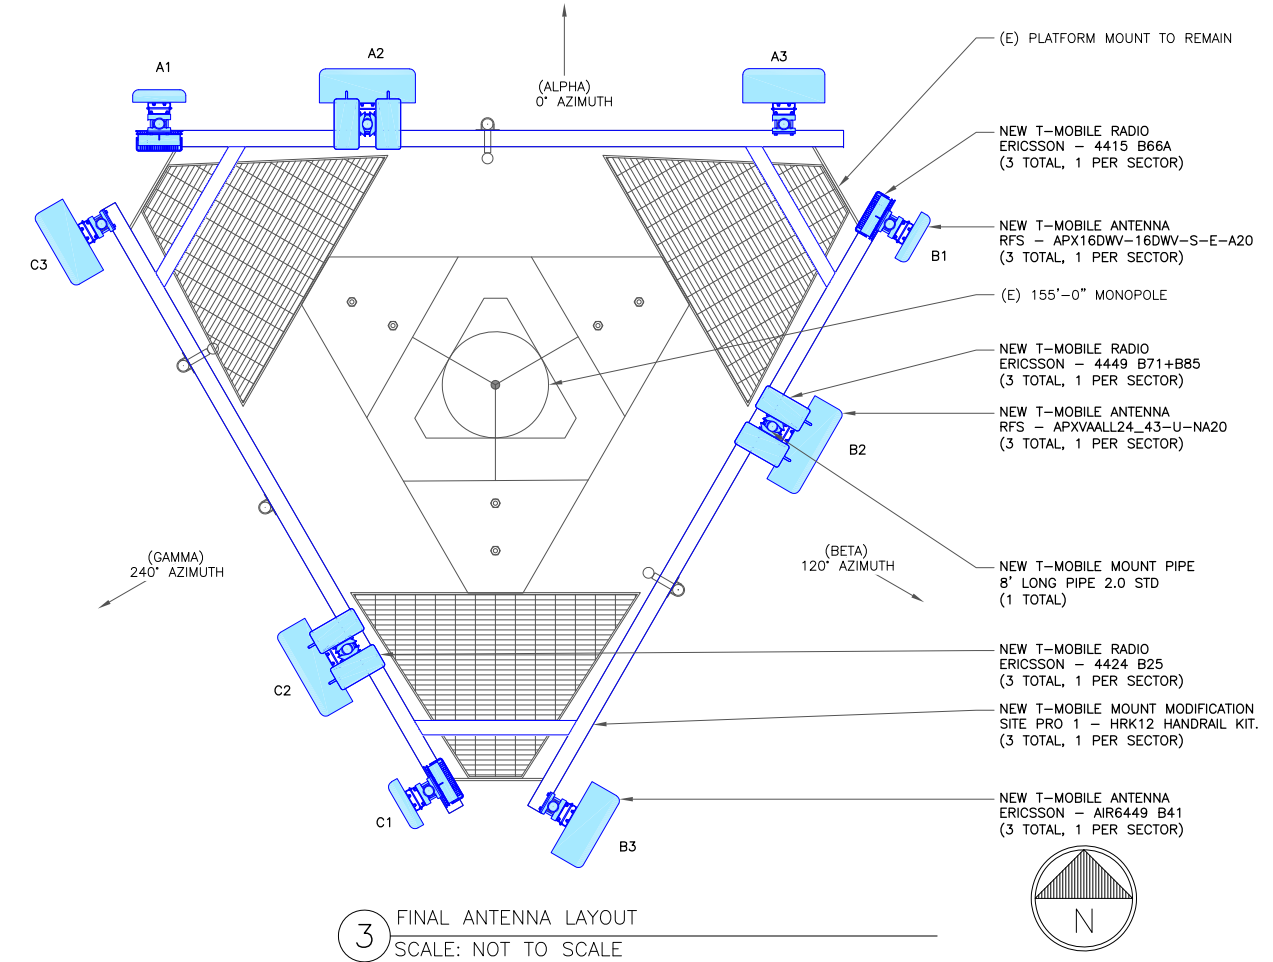 A1
A2
A3
(ALPHA)
0° AZIMUTH
(E) PLATFORM MOUNT TO REMAIN
NEW T-MOBILE RADIO
ERICSSON - 4415 B66A
(3 TOTAL, 1 PER SECTOR)
NEW T-MOBILE ANTENNA
RFS - APX16DWV-16DWV-S-E-A20
(3 TOTAL, 1 PER SECTOR)
B1
C3
(E) 155'-0" MONOPOLE
NEW T-MOBILE RADIO
ERICSSON - 4449 B71+B85
(3 TOTAL, 1 PER SECTOR)
NEW T-MOBILE ANTENNA
RFS - APXVAALL24_43-U-NA20
(3 TOTAL, 1 PER SECTOR)
B2
(GAMMA)
240° AZIMUTH
(BETA)
120° AZIMUTH
NEW T-MOBILE MOUNT PIPE
8' LONG PIPE 2.0 STD
(1 TOTAL)
NEW T-MOBILE RADIO
ERICSSON - 4424 B25
(3 TOTAL, 1 PER SECTOR)
C2
NEW T-MOBILE MOUNT MODIFICATION
SITE PRO 1 - HRK12 HANDRAIL KIT.
(3 TOTAL, 1 PER SECTOR)
NEW T-MOBILE ANTENNA
ERICSSON - AIR6449 B41
(3 TOTAL, 1 PER SECTOR)
C1
B3
N
3
FINAL ANTENNA LAYOUT
SCALE: NOT TO SCALE